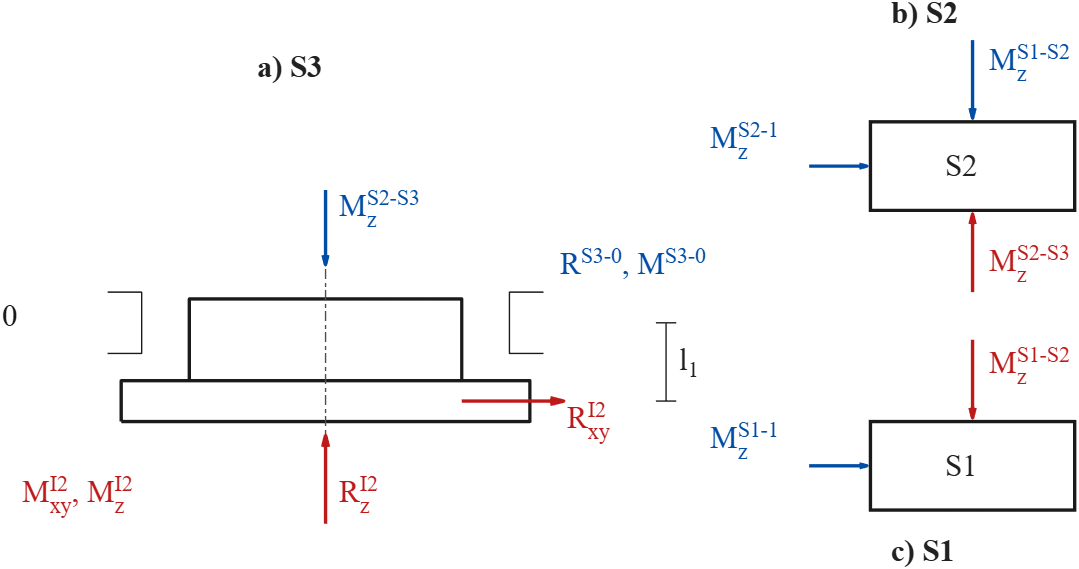 a) S3
M_z^{S2-S3}
R^{S3-0}, M^{S3-0}
0
l_1
R_{xy}^{I2}
M_{xy}^{I2}, M_z^{I2}
R_z^{I2}
b) S2
M_z^{S1-S2}
M_z^{S2-1}
S2
M_z^{S2-S3}
M_z^{S1-S2}
M_z^{S1-1}
S1
c) S1